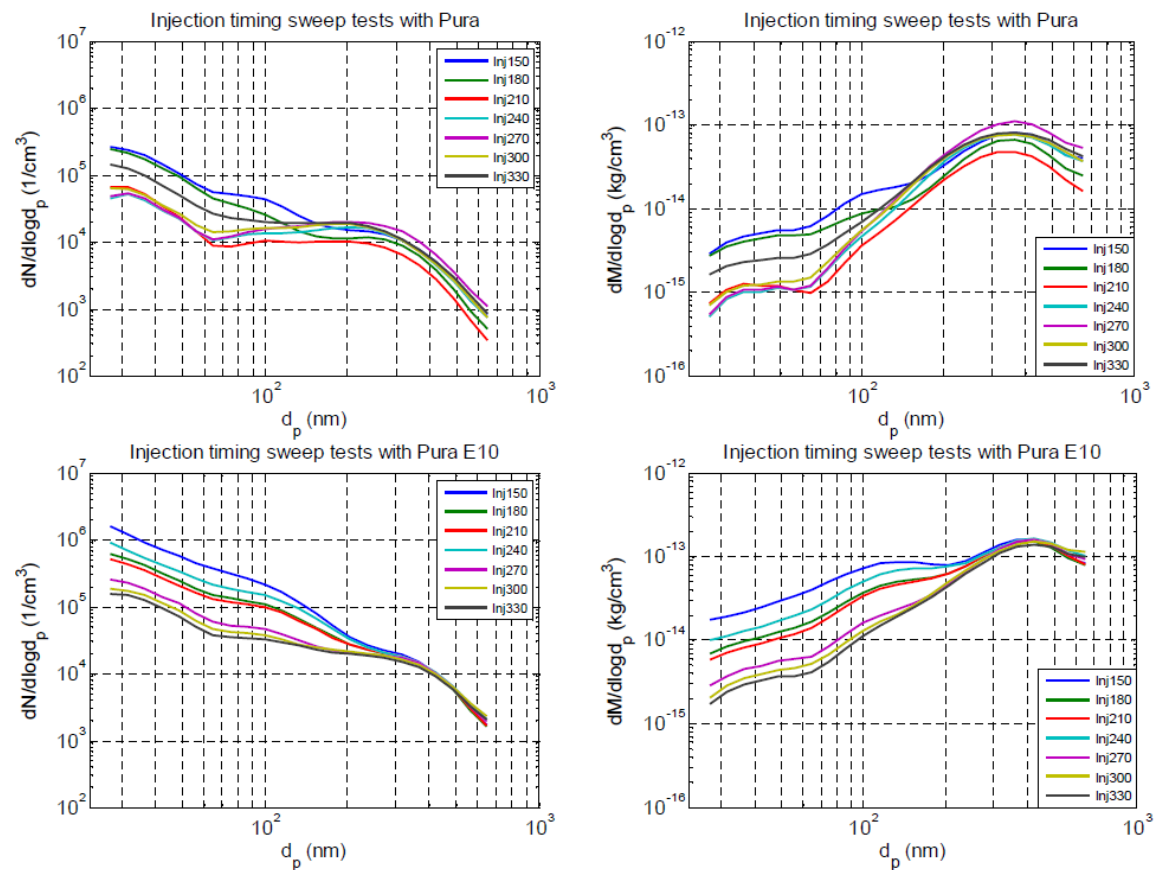 Injection timing sweep tests with Pura
10^7
10^6
10^5
10^4
10^3
10^2
10^2
10^3
dN/dlogd_p (1/cm^3)
d_p (nm)
Inj150
Inj180
Inj210
Inj240
Inj270
Inj300
Inj330
Injection timing sweep tests with Pura
10^-12
10^-13
10^-14
10^-15
10^-16
10^2
10^3
dM/dlogd_p (kg/cm^3)
d_p (nm)
Inj150
Inj180
Inj210
Inj240
Inj270
Inj300
Inj330
Injection timing sweep tests with Pura E10
10^7
10^6
10^5
10^4
10^3
10^2
10^2
10^3
dN/dlogd_p (1/cm^3)
d_p (nm)
Inj150
Inj180
Inj210
Inj240
Inj270
Inj300
Inj330
Injection timing sweep tests with Pura E10
10^-12
10^-13
10^-14
10^-15
10^-16
10^2
10^3
dM/dlogd_p (kg/cm^3)
d_p (nm)
Inj150
Inj180
Inj210
Inj240
Inj270
Inj300
Inj330